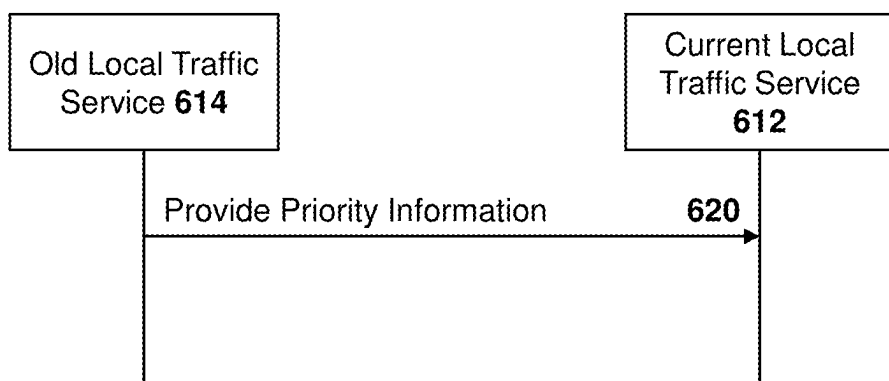 Old Local Traffic
Service 614
Current Local
Traffic Service
612
Provide Priority Information 620